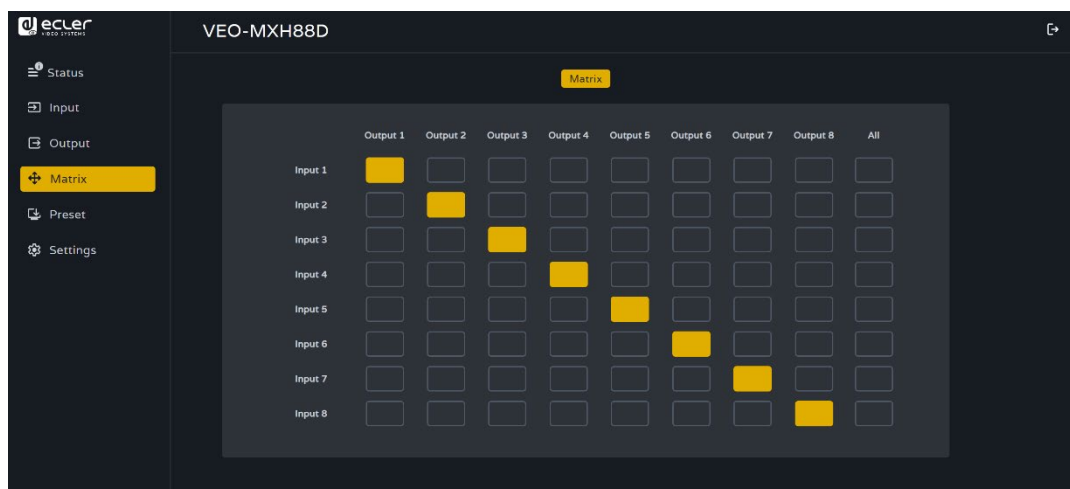 ecler
VIDEO SYSTEMS
VEO-MXH88D
Status
Input
Output
Matrix
Preset
Settings
Matrix
Output 1 Output 2 Output 3 Output 4 Output 5 Output 6 Output 7 Output 8 All
Input 1
Input 2
Input 3
Input 4
Input 5
Input 6
Input 7
Input 8